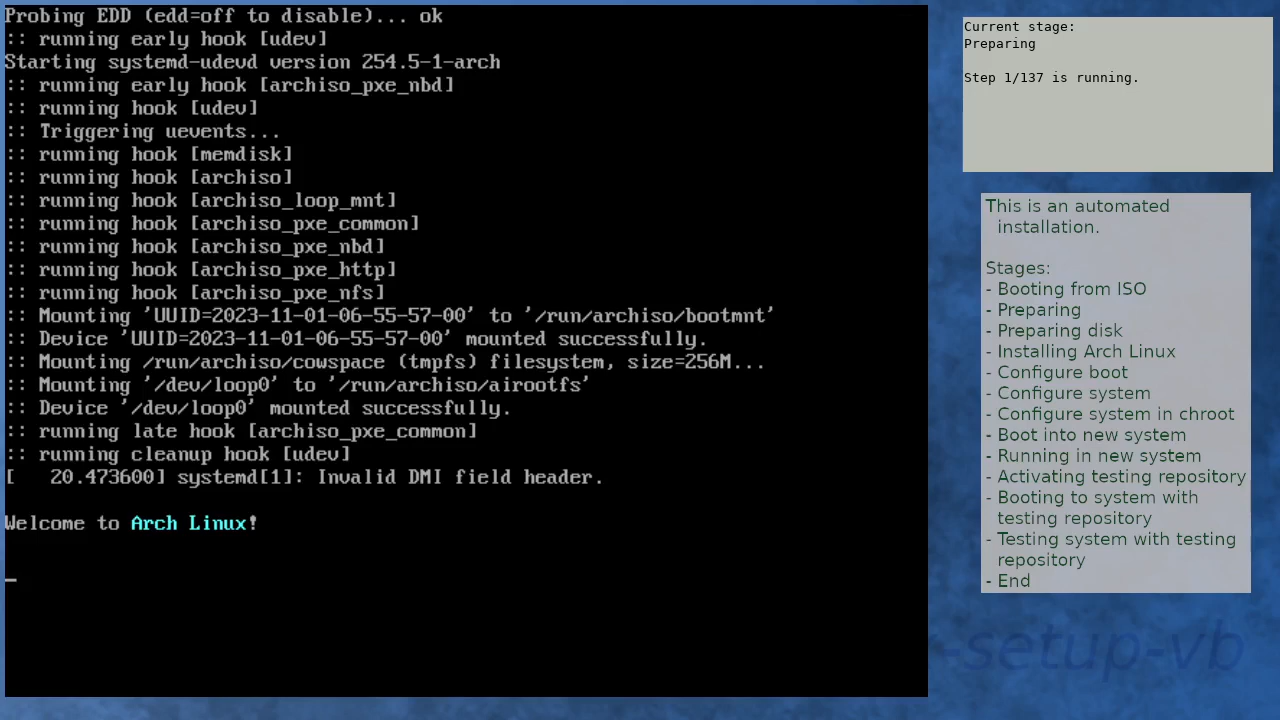 Probing EDD (edd=off to disable)... ok
:: running early hook [udev]
Starting systemd-udevd version 254.5-1-arch
:: running early hook [archiso_pxe_nbd]
:: running hook [udev]
:: Triggering uevents...
:: running hook [memdisk]
:: running hook [archiso]
:: running hook [archiso_loop_mnt]
:: running hook [archiso_pxe_common]
:: running hook [archiso_pxe_nbd]
:: running hook [archiso_pxe_http]
:: running hook [archiso_pxe_nfs]
:: Mounting 'UUID=2023-11-01-06-55-57-00' to '/run/archiso/bootmnt'
:: Device 'UUID=2023-11-01-06-55-57-00' mounted successfully.
:: Mounting /run/archiso/cowspace (tmpfs) filesystem, size=256M...
:: Mounting '/dev/loop0' to '/run/archiso/airootfs'
:: Device '/dev/loop0' mounted successfully.
:: running late hook [archiso_pxe_common]
:: running cleanup hook [udev]
[   20.473600] systemd[1]: Invalid DMI field header.
Welcome to Arch Linux!
Current stage:
Preparing
Step 1/137 is running.
This is an automated
installation.
Stages:
- Booting from ISO
- Preparing
- Preparing disk
- Installing Arch Linux
- Configure boot
- Configure system
- Configure system in chroot
- Boot into new system
- Running in new system
- Activating testing repository
- Booting to system with
testing repository
- Testing system with testing
repository
- End
-setup-vb